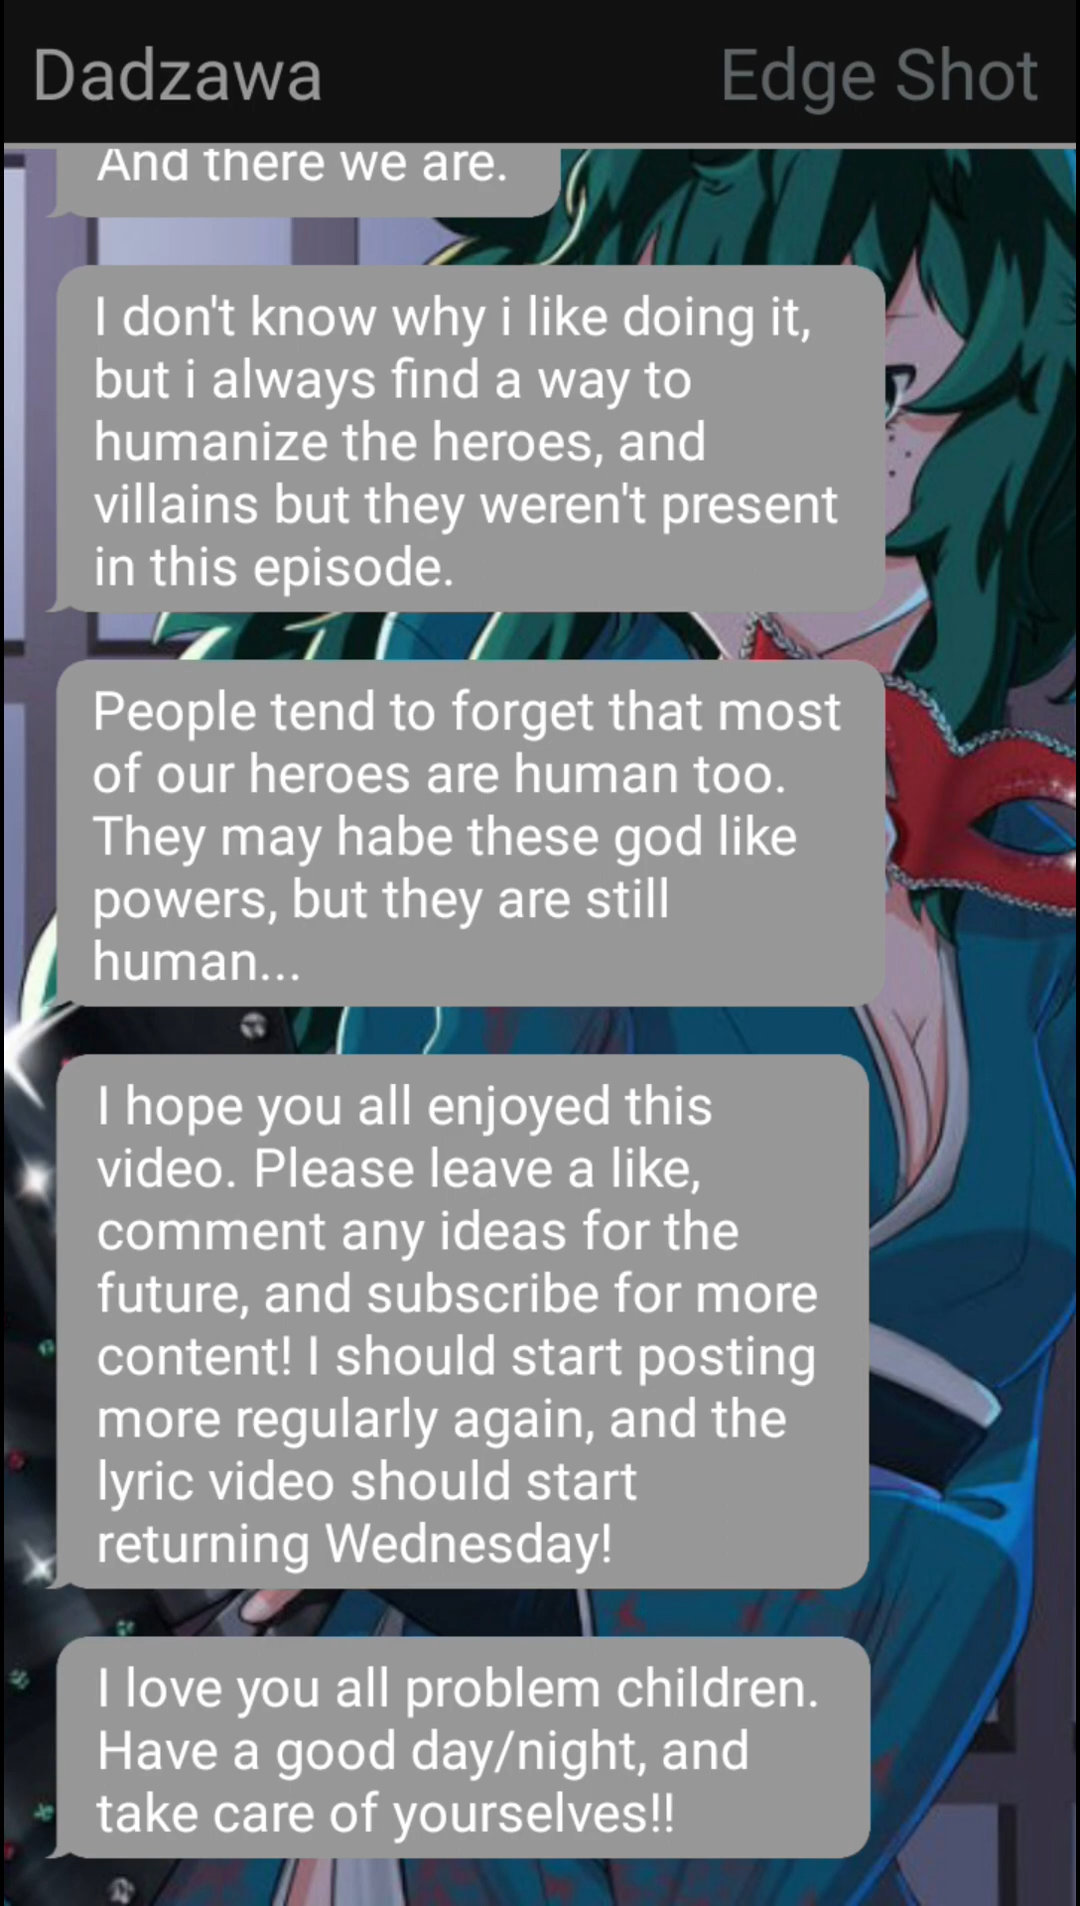 Dadzawa Edge Shot
And there we are.
I don't know why i like doing it,
but i always find a way to
humanize the heroes, and
villains but they weren't present
in this episode.
People tend to forget that most
of our heroes are human too.
They may habe these god like
powers, but they are still
human...
I hope you all enjoyed this
video. Please leave a like,
comment any ideas for the
future, and subscribe for more
content! I should start posting
more regularly again, and the
lyric video should start
returning Wednesday!
I love you all problem children.
Have a good day/night, and
take care of yourselves!!